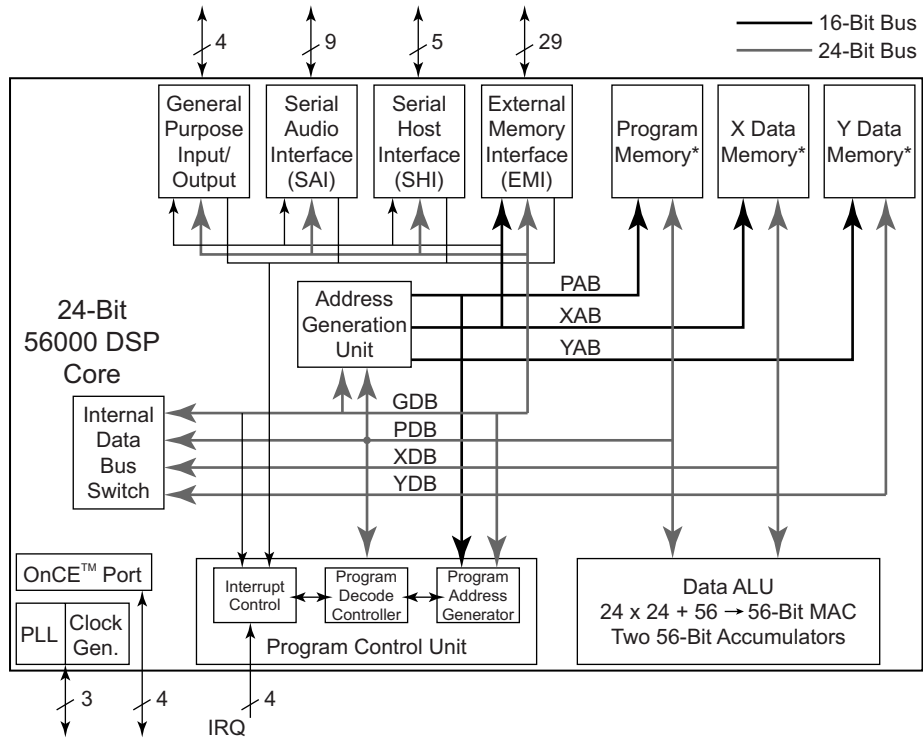 4
9
5
29
16-Bit Bus
24-Bit Bus
General
Purpose
Input/
Output
Serial
Audio
Interface
(SAI)
Serial
Host
Interface
(SHI)
External
Memory
Interface
(EMI)
Program
Memory*
X Data
Memory*
Y Data
Memory*
24-Bit
56000 DSP
Core
Address
Generation
Unit
PAB
XAB
YAB
Internal
Data
Bus
Switch
GDB
PDB
XDB
YDB
OnCE™ Port
PLL
Clock
Gen.
Interrupt
Control
Program
Decode
Controller
Program
Address
Generator
Program Control Unit
Data ALU
24 x 24 + 56 → 56-Bit MAC
Two 56-Bit Accumulators
3
4
IRQ
4